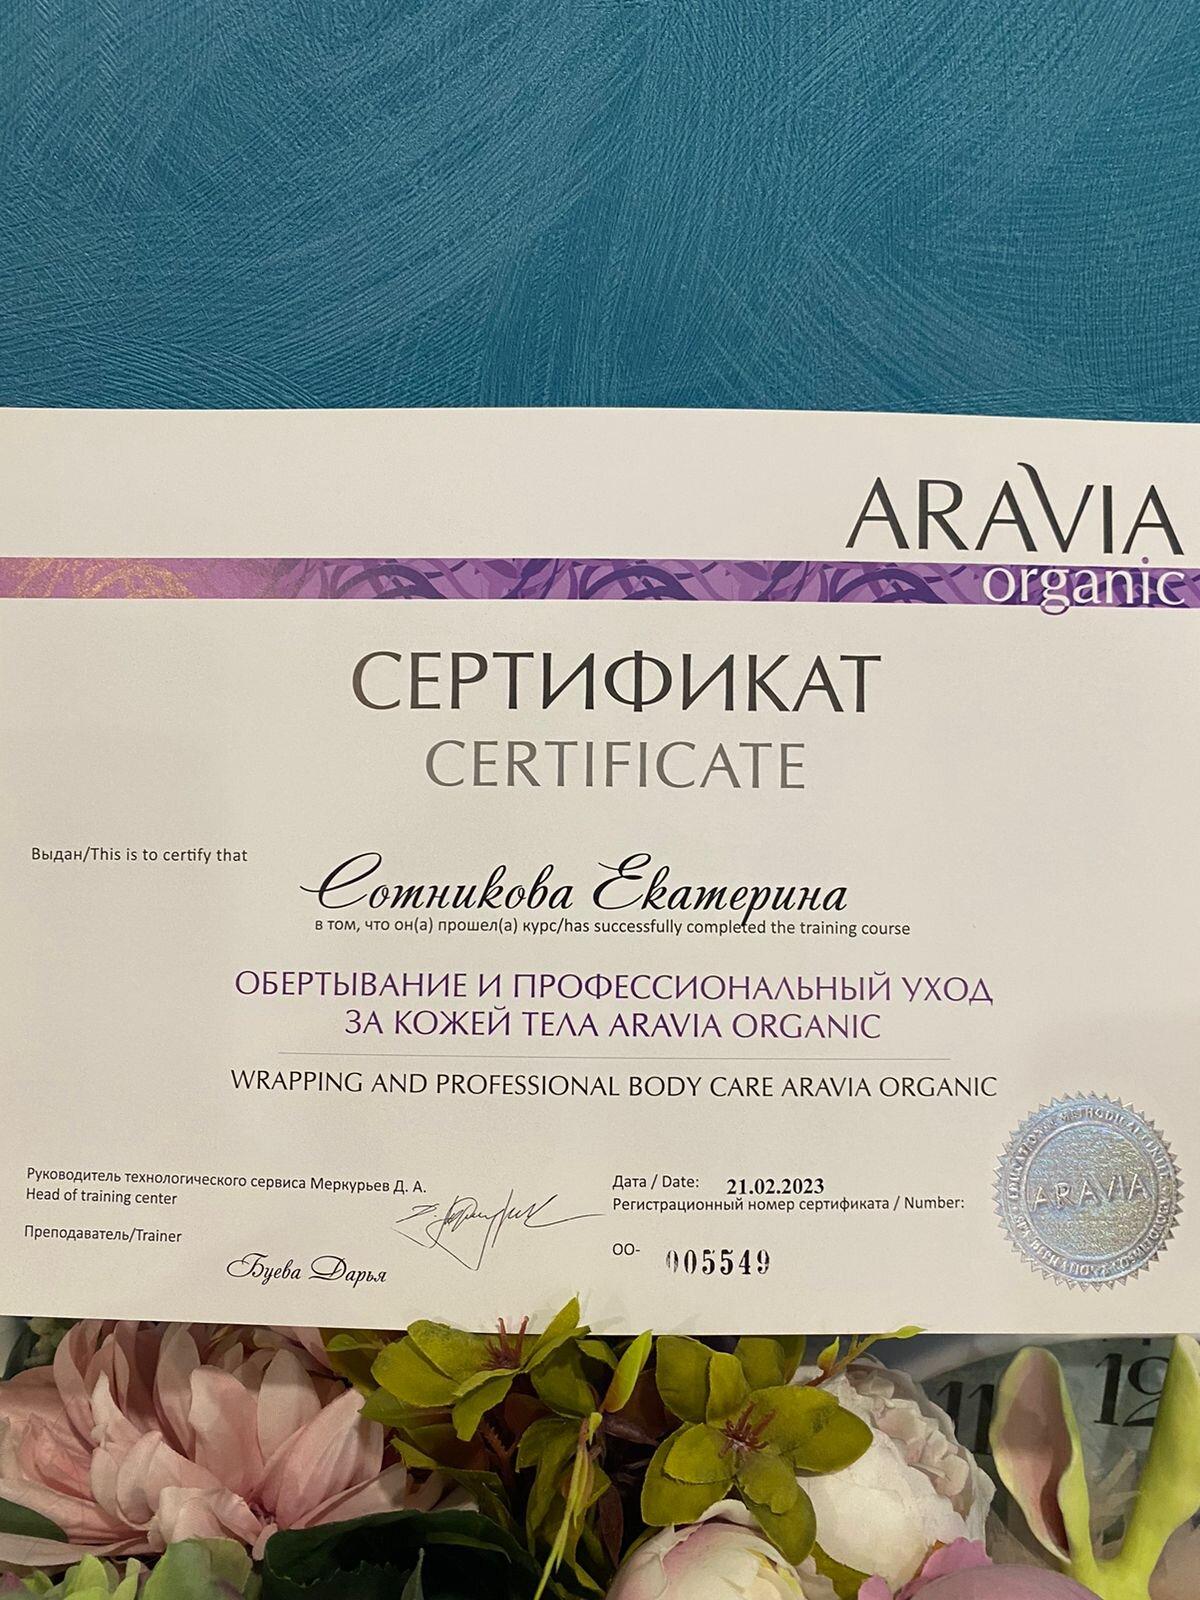 ARAVIA
organic
СЕРТИФИКАТ
CERTIFICATE
Выдан/This is to certify that
Сотникова Екатерина
в том, что он(а) прошел(а) курс/has successfully completed the training course
ОБЕРТЫВАНИЕ И ПРОФЕССИОНАЛЬНЫЙ УХОД
ЗА КОЖЕЙ ТЕЛА ARAVIA ORGANIC
WRAPPING AND PROFESSIONAL BODY CARE ARAVIA ORGANIC
Руководитель технологического сервиса Меркурьев Д. А.
Head of training center
Преподаватель/Trainer
Буева Дарья
Дата / Date: 21.02.2023
Регистрационный номер сертификата / Number:
ОО- 005549
ARAVIA
11 12